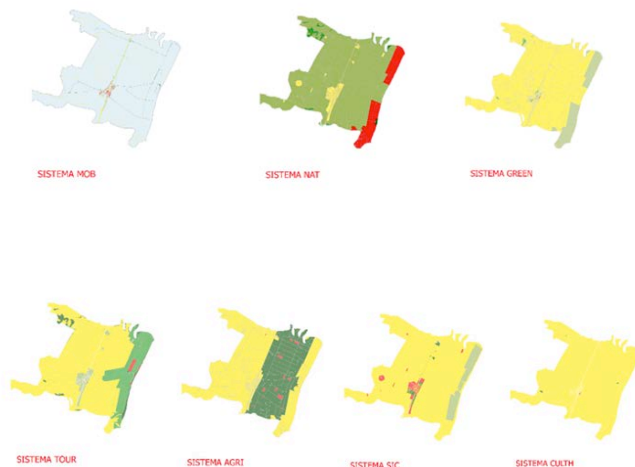 SISTEMA MOB
SISTEMA NAT
SISTEMA GREEN
SISTEMA TOUR
SISTEMA AGRI
SISTEMA SIC
SISTEMA CULTH